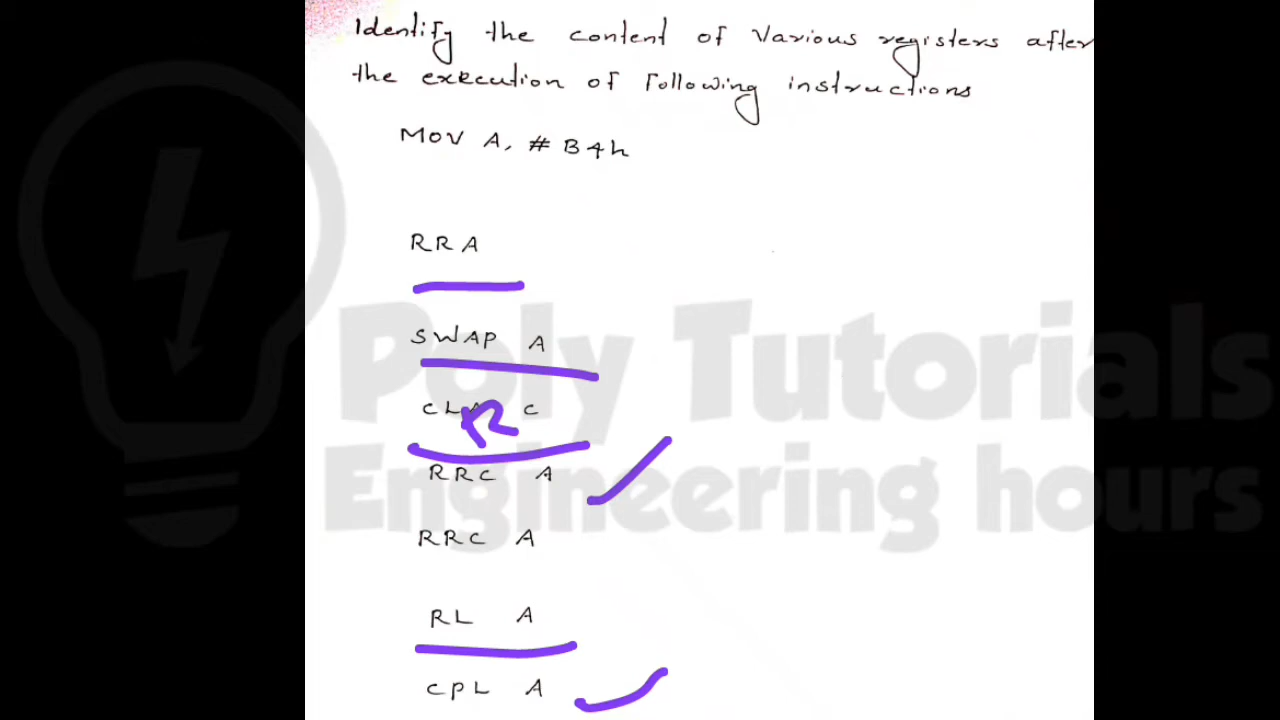 Identify the content of various registers after
the execution of following instructions
MOV A, # B4h
RRA
SWAP A
CLR C
RRC A
RRC A
RL A
CPL A
Poly Tutorials
Engineering hours